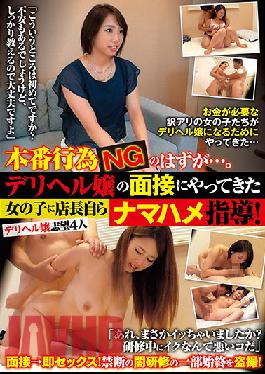 「こういうところは初めてですか。
不安もあるでしょうけど、
しっかり教えるので大丈夫ですよ」
お金が必要な
訳アリの女の子たちが
デリヘル嬢になるために
やってきた…
本番行為NGのはずが…。
デリヘル嬢の面接にやってきた
女の子に店長自ら
ナマハメ指導!
デリヘル嬢志望4人
「あれ、まさかイッちゃいましたか?
研修中にイクなんて悪いコだ」
面接→即セックス!禁断の闇研修の一部始終を盗撮!